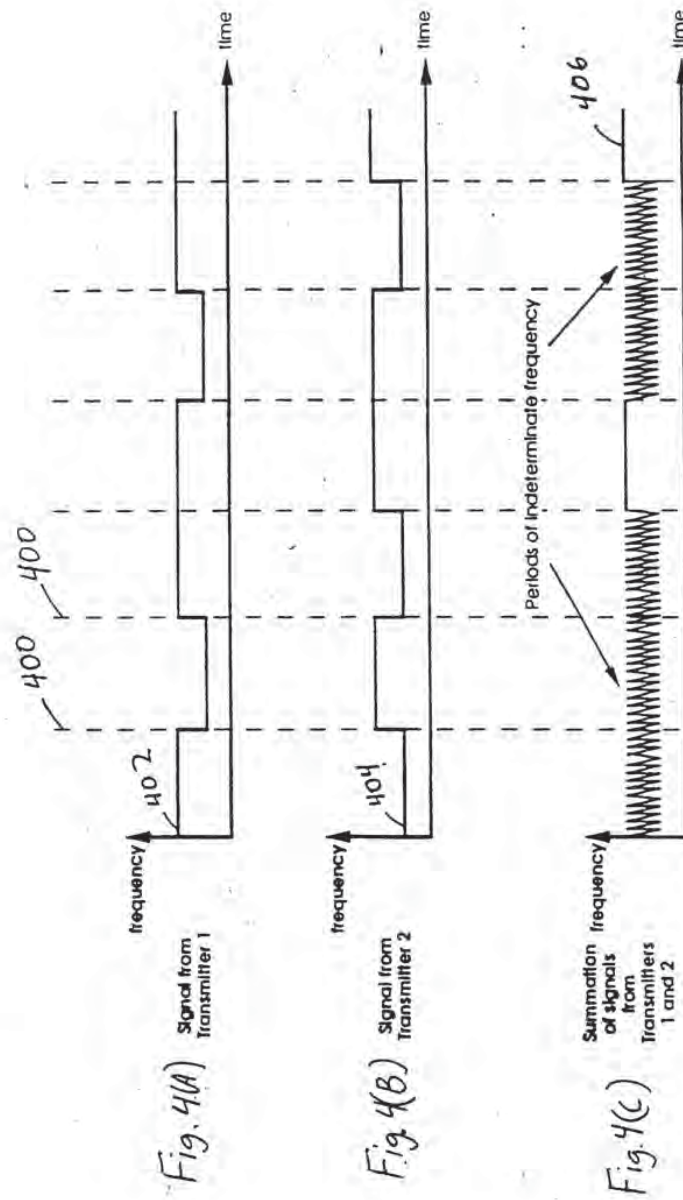 400
400
402
frequency
time
Signal from
Transmitter 1
Fig. 4(A)
404
frequency
time
Signal from
Transmitter 2
Fig. 4(B)
Periods of Indeterminate frequency
406
frequency
time
Summation
of signals
from
Transmitters
1 and 2
Fig. 4(C)